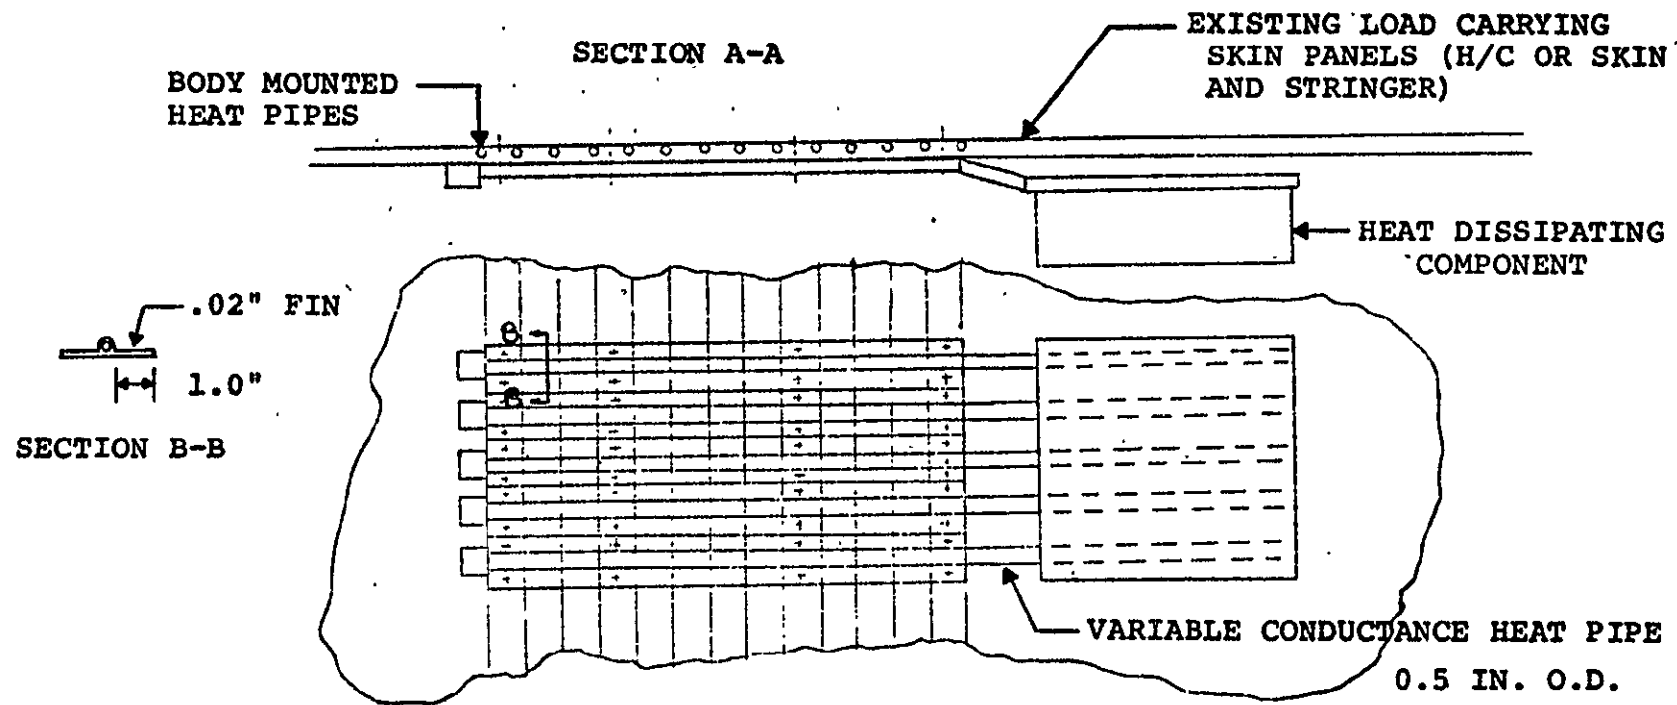 SECTION A-A
EXISTING LOAD CARRYING
SKIN PANELS (H/C OR SKIN
AND STRINGER)
BODY MOUNTED
HEAT PIPES
HEAT DISSIPATING
COMPONENT
.02" FIN
1.0"
SECTION B-B
B
B
VARIABLE CONDUCTANCE HEAT PIPE
0.5 IN. O.D.